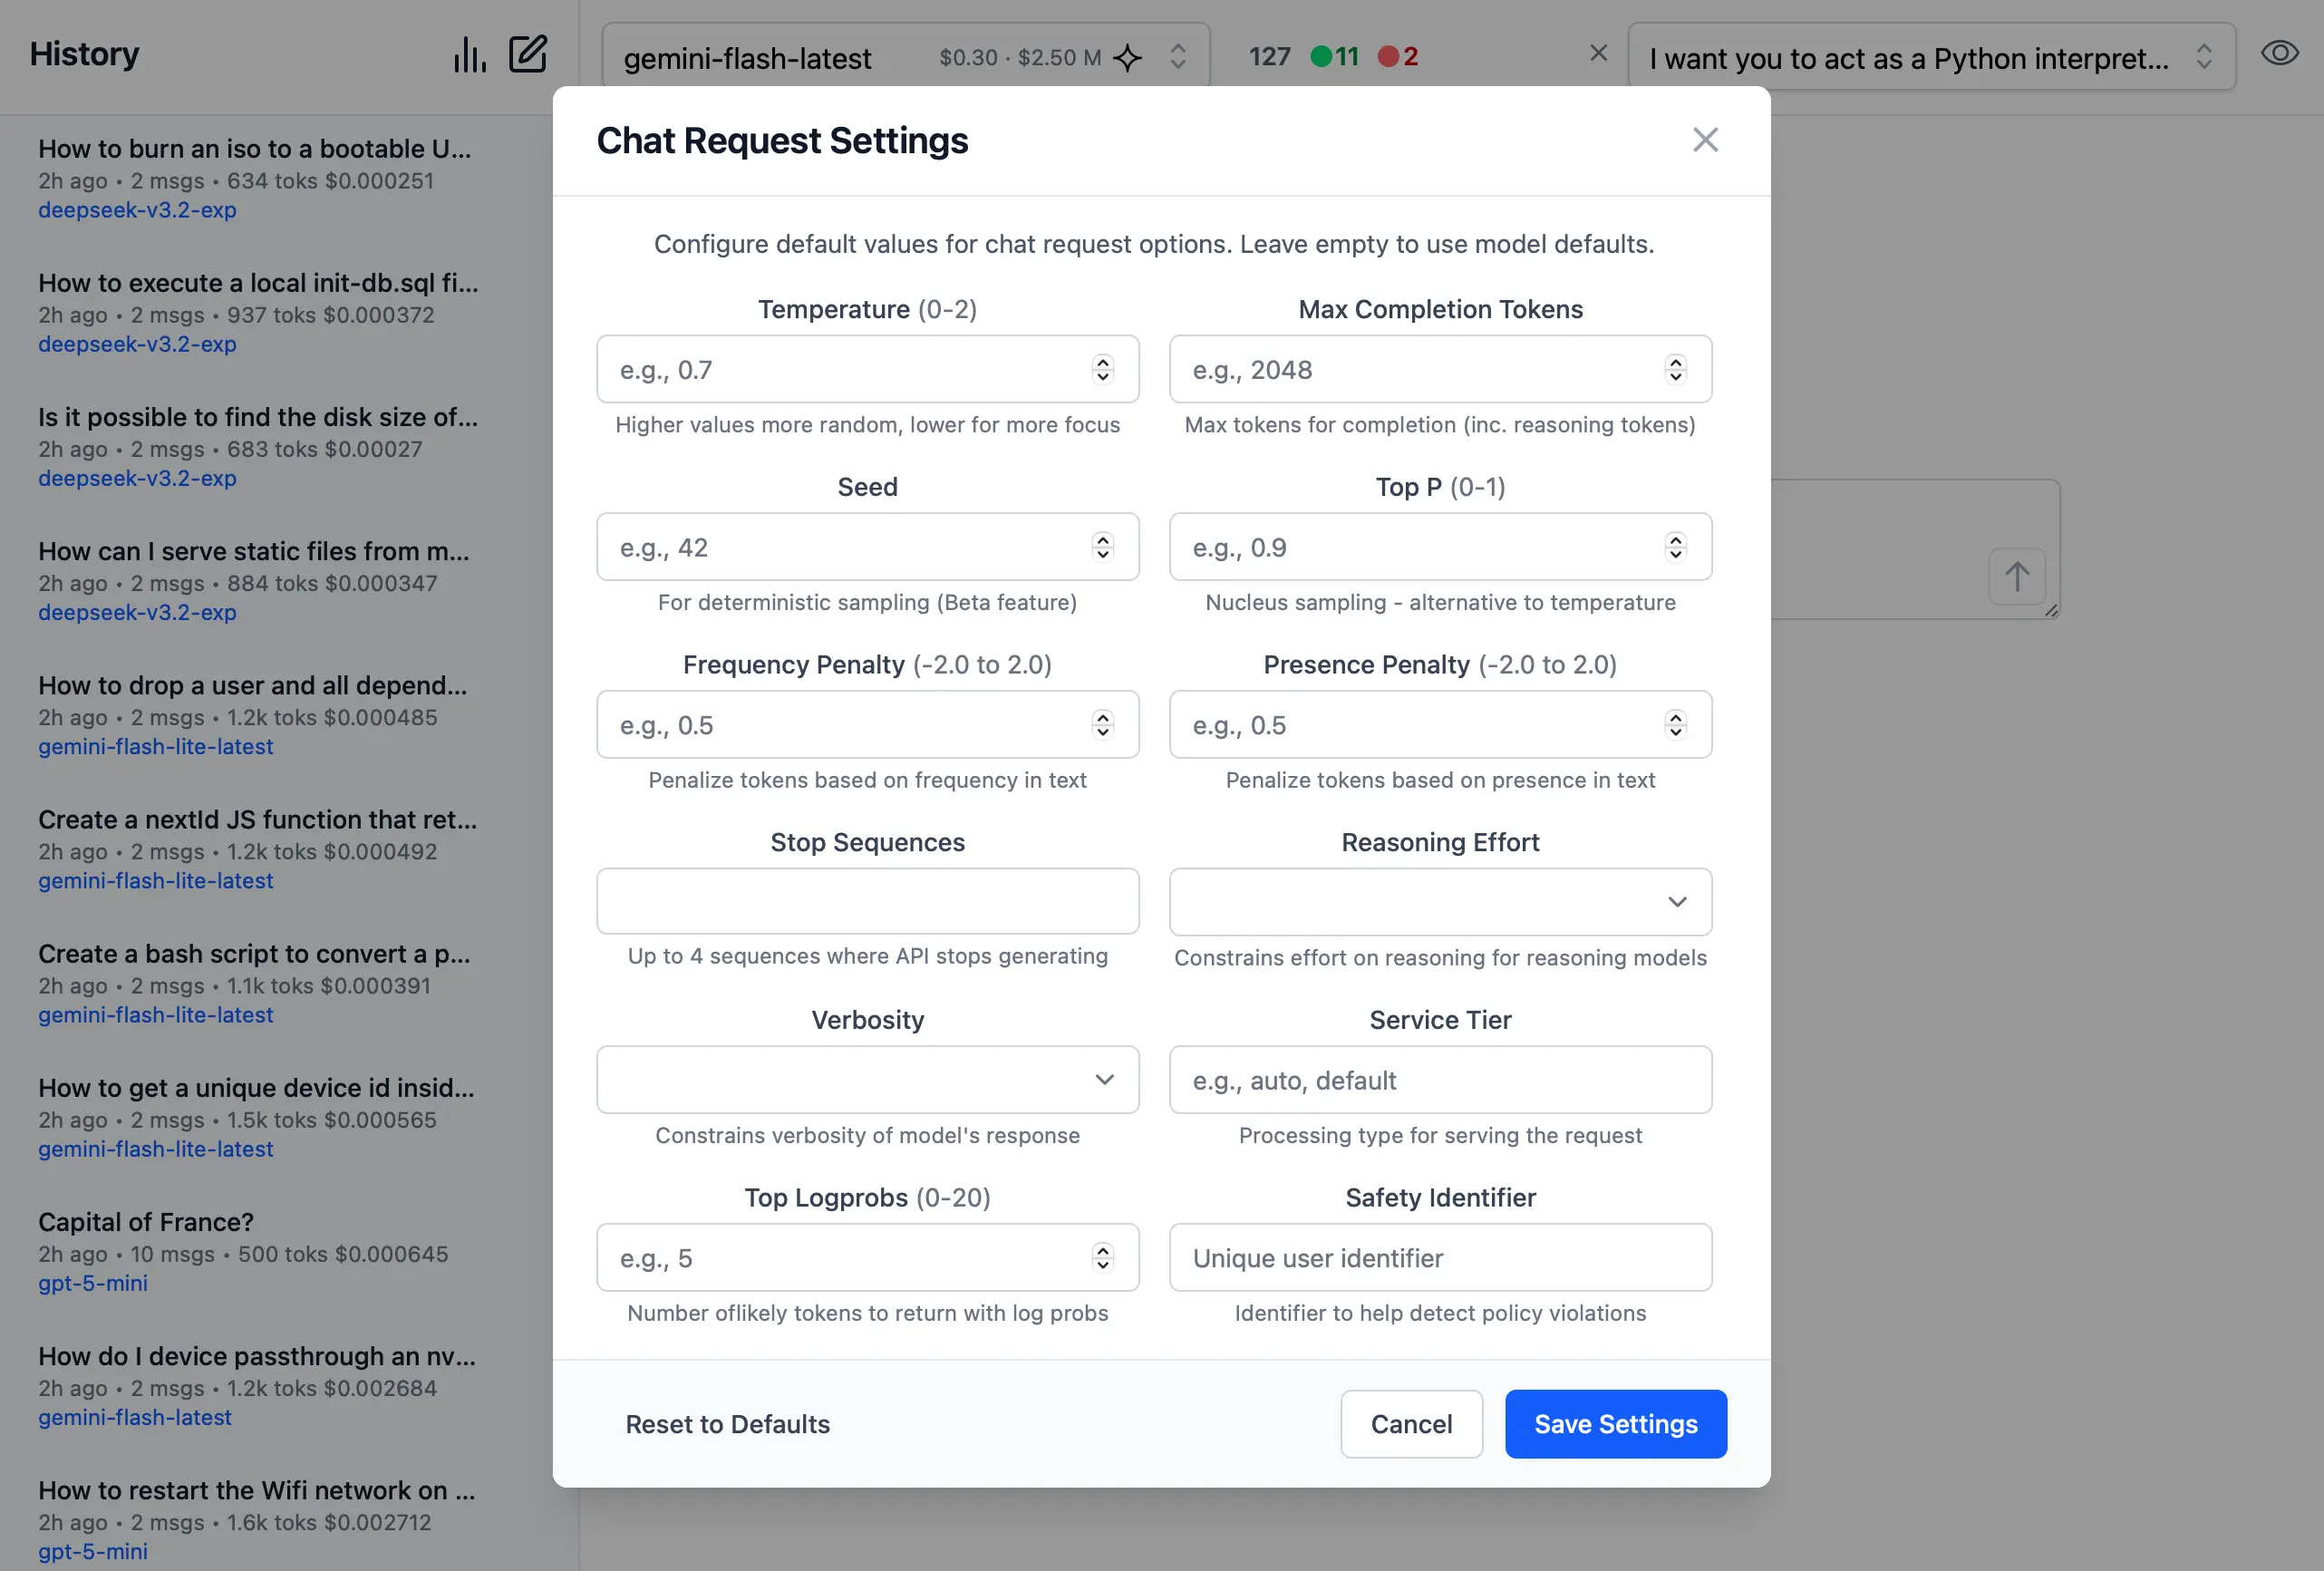 History
gemini-flash-latest $0.30 · $2.50 M
127 11 2
I want you to act as a Python interpret...
How to burn an iso to a bootable U...
2h ago • 2 msgs • 634 toks $0.000251
deepseek-v3.2-exp
How to execute a local init-db.sql fi...
2h ago • 2 msgs • 937 toks $0.000372
deepseek-v3.2-exp
Is it possible to find the disk size of...
2h ago • 2 msgs • 683 toks $0.00027
deepseek-v3.2-exp
How can I serve static files from m...
2h ago • 2 msgs • 884 toks $0.000347
deepseek-v3.2-exp
How to drop a user and all depend...
2h ago • 2 msgs • 1.2k toks $0.000485
gemini-flash-lite-latest
Create a nextId JS function that ret...
2h ago • 2 msgs • 1.2k toks $0.000492
gemini-flash-lite-latest
Create a bash script to convert a p...
2h ago • 2 msgs • 1.1k toks $0.000391
gemini-flash-lite-latest
How to get a unique device id insid...
2h ago • 2 msgs • 1.5k toks $0.000565
gemini-flash-lite-latest
Capital of France?
2h ago • 10 msgs • 500 toks $0.000645
gpt-5-mini
How do I device passthrough an nv...
2h ago • 2 msgs • 1.2k toks $0.002684
gemini-flash-latest
How to restart the Wifi network on ...
2h ago • 2 msgs • 1.6k toks $0.002712
gpt-5-mini
Chat Request Settings
Configure default values for chat request options. Leave empty to use model defaults.
Temperature (0-2)
e.g., 0.7
Higher values more random, lower for more focus
Max Completion Tokens
e.g., 2048
Max tokens for completion (inc. reasoning tokens)
Seed
e.g., 42
For deterministic sampling (Beta feature)
Top P (0-1)
e.g., 0.9
Nucleus sampling - alternative to temperature
Frequency Penalty (-2.0 to 2.0)
e.g., 0.5
Penalize tokens based on frequency in text
Presence Penalty (-2.0 to 2.0)
e.g., 0.5
Penalize tokens based on presence in text
Stop Sequences
Up to 4 sequences where API stops generating
Reasoning Effort
Constrains effort on reasoning for reasoning models
Verbosity
Constrains verbosity of model's response
Service Tier
e.g., auto, default
Processing type for serving the request
Top Logprobs (0-20)
e.g., 5
Number oflikely tokens to return with log probs
Safety Identifier
Unique user identifier
Identifier to help detect policy violations
Reset to Defaults
Cancel
Save Settings